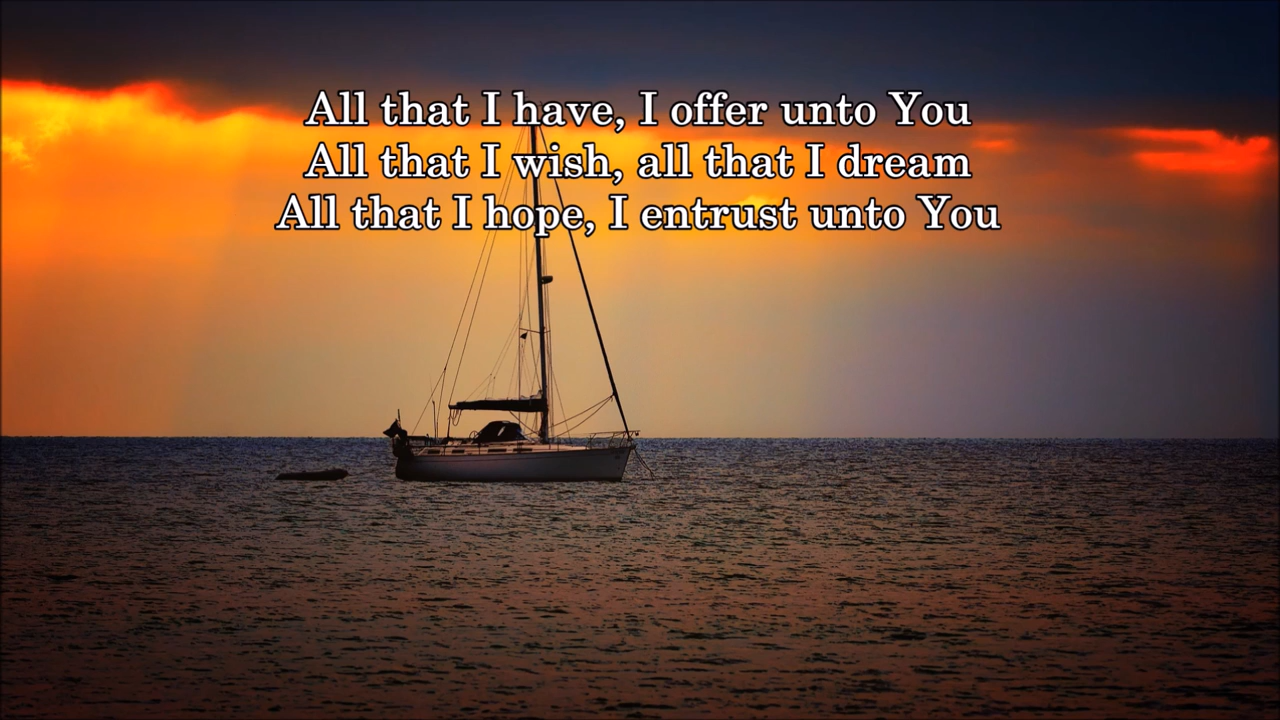 All that I have, I offer unto You
All that I wish, all that I dream
All that I hope, I entrust unto You